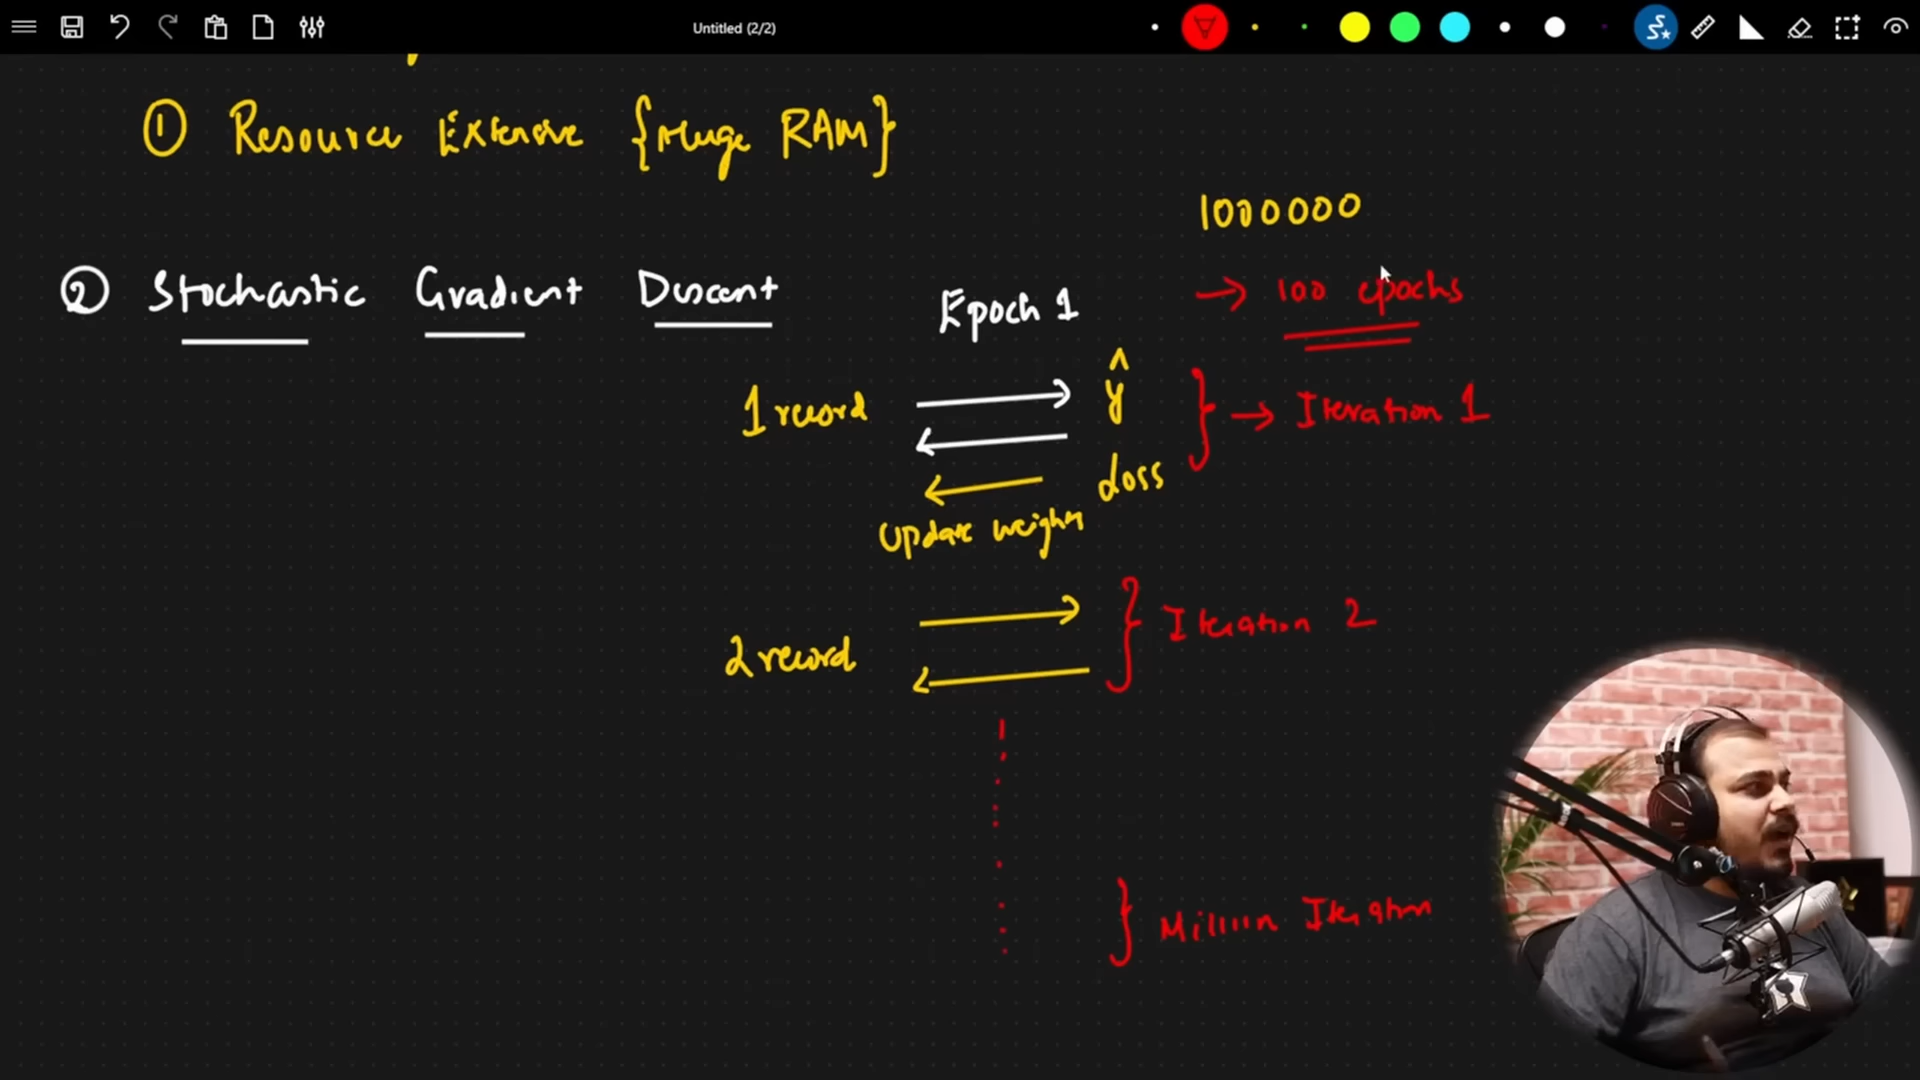 Untitled (2/2)
① Resource Extensive {Huge RAM}
1000000
② Stochastic Gradient Descent
Epoch 1
→ 100 epochs
1 record
ŷ
→ Iteration 1
Loss
Update weights
2 record
Iteration 2
Million Iteration